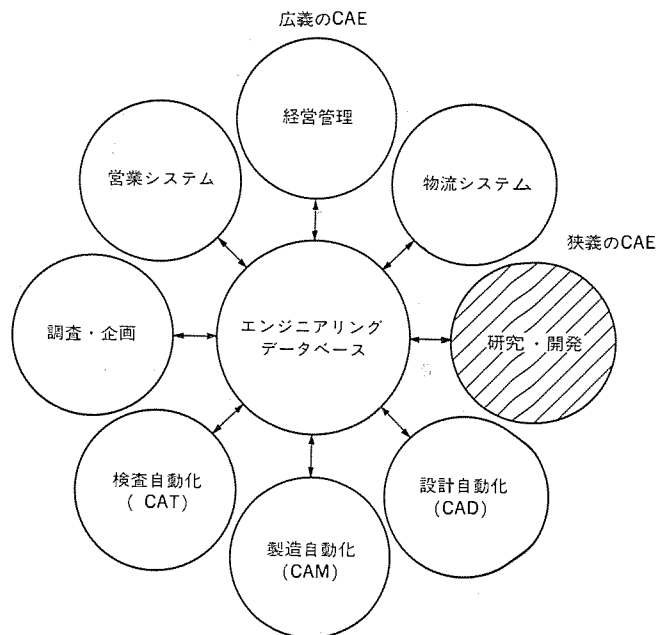 広義のCAE
経営管理
営業システム
物流システム
狭義のCAE
調査・企画
エンジニアリング
データベース
研究・開発
検査自動化
( CAT)
設計自動化
(CAD)
製造自動化
(CAM)